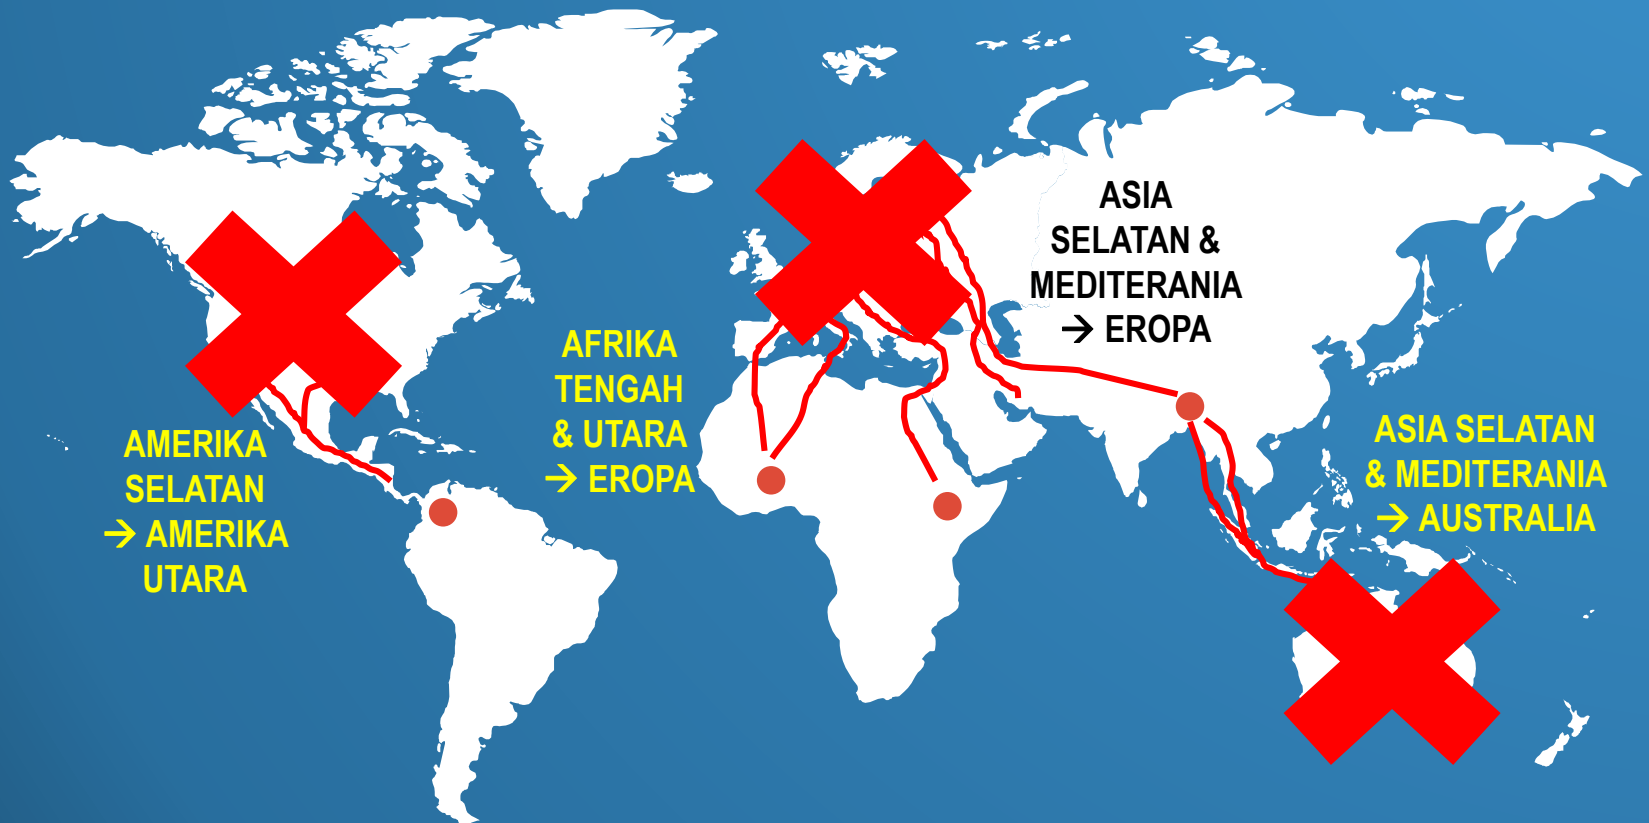 AMERIKA
SELATAN
→ AMERIKA
UTARA
AFRIKA
TENGAH
& UTARA
→ EROPA
ASIA
SELATAN &
MEDITERANIA
→ EROPA
ASIA SELATAN
& MEDITERANIA
→ AUSTRALIA